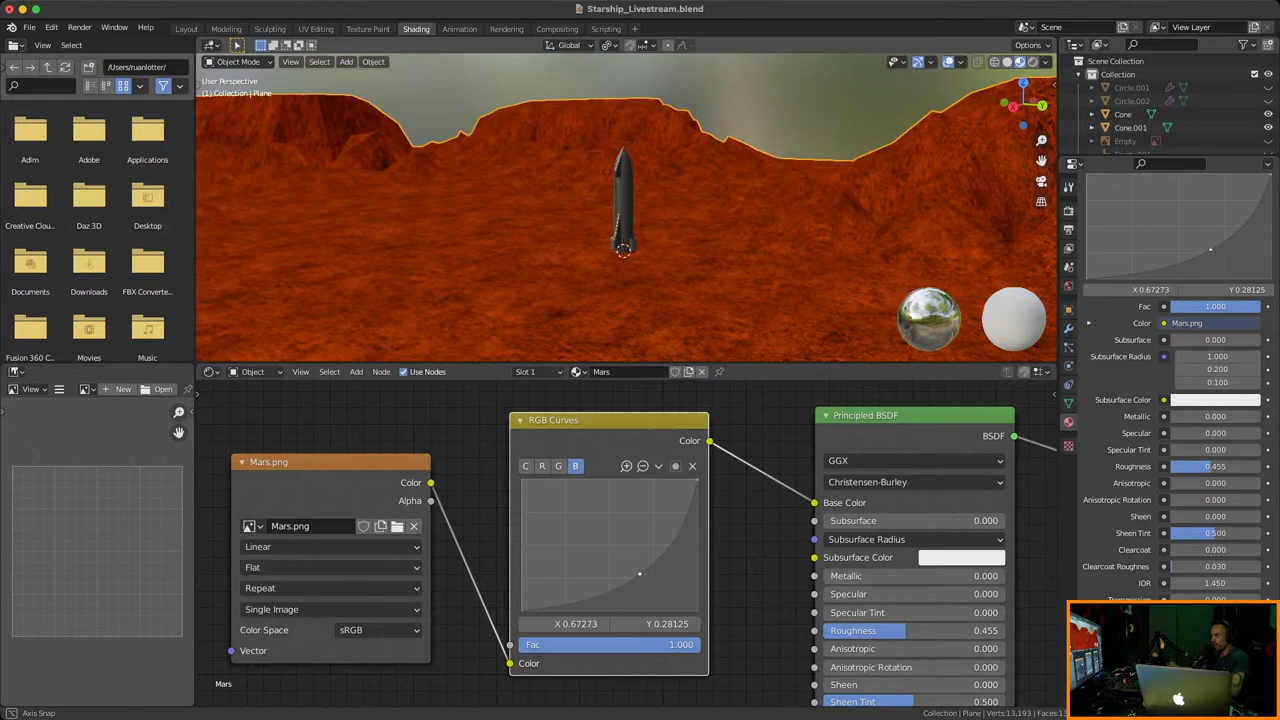 Starship_Livestream.blend
File Edit Render Window Help
Layout Modeling Sculpting UV Editing Texture Paint Shading Animation Rendering Compositing Scripting
Scene View Layer
View Select
Global
Options
/Users/ruanlotter/
Object Mode View Select Add Object
User Perspective
(1) Collection | Plane
Z
X
Y
Scene Collection
Collection
Circle.001
Circle.002
Cone
Cone.001
Empty
Adlm Adobe Applications
Creative Clou... Daz 3D Desktop
Documents Downloads FBX Converte...
Fusion 360 C... Movies Music
View New Open
Object View Select Add Node Use Nodes Slot 1 Mars
Mars.png
Color
Alpha
Mars.png
Linear
Flat
Repeat
Single Image
Color Space sRGB
Vector
RGB Curves
Color
C R G B
X 0.67273 Y 0.28125
Fac 1.000
Color
Principled BSDF
BSDF
GGX
Christensen-Burley
Base Color
Subsurface 0.000
Subsurface Radius
Subsurface Color
Metallic 0.000
Specular 0.000
Specular Tint 0.000
Roughness 0.455
Anisotropic 0.000
Anisotropic Rotation 0.000
Sheen 0.000
Sheen Tint 0.500
X 0.67273 Y 0.28125
Fac 1.000
Color Mars.png
Subsurface 0.000
Subsurface Radius 1.000
0.200
0.100
Subsurface Color
Metallic 0.000
Specular 0.000
Specular Tint 0.000
Roughness 0.455
Anisotropic 0.000
Anisotropic Rotation 0.000
Sheen 0.000
Sheen Tint 0.500
Clearcoat 0.000
Clearcoat Roughnes 0.030
IOR 1.450
Mars
Axis Snap
Collection | Plane Verts:13,193